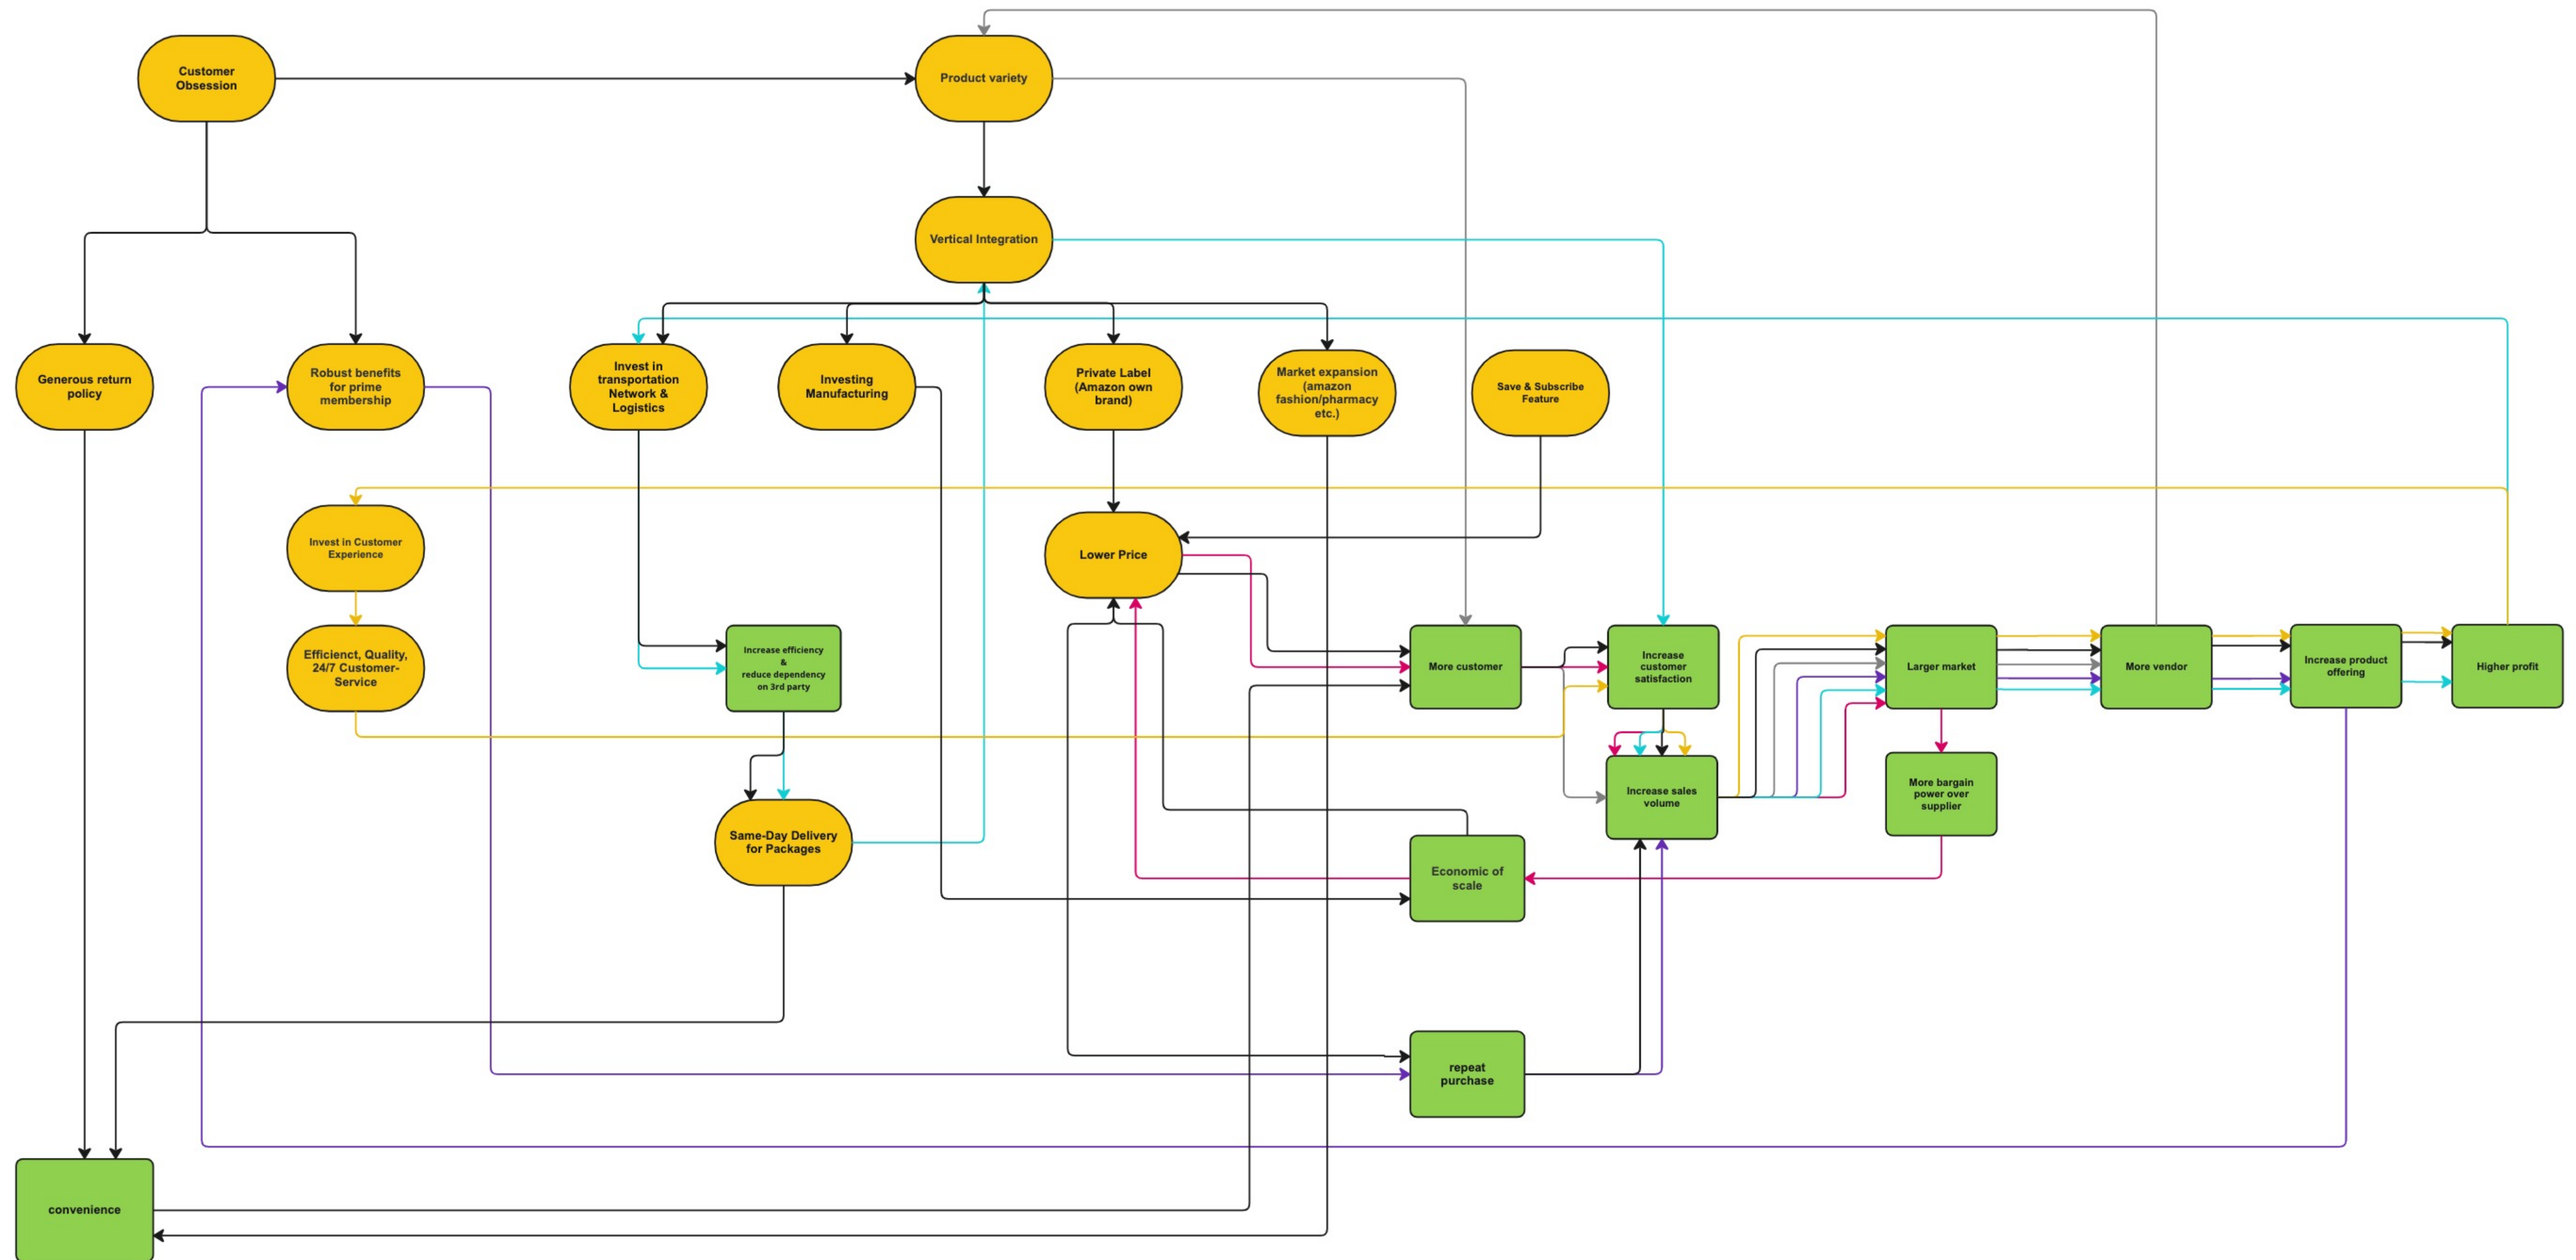 Customer
Obsession
Product variety
Vertical Integration
Generous return
policy
Robust benefits
for prime
membership
Invest in
transportation
Network &
Logistics
Investing
Manufacturing
Private Label
(Amazon own
brand)
Market expansion
(amazon
fashion/pharmacy
etc.)
Save & Subscribe
Feature
Invest in Customer
Experience
Lower Price
Efficienct, Quality,
24/7 Customer-
Service
Increase efficiency
&
reduce dependency
on 3rd party
More customer
Increase
customer
satisfaction
Larger market
More vendor
Increase product
offering
Higher profit
Increase sales
volume
More bargain
power over
supplier
Same-Day Delivery
for Packages
Economic of
scale
repeat
purchase
convenience